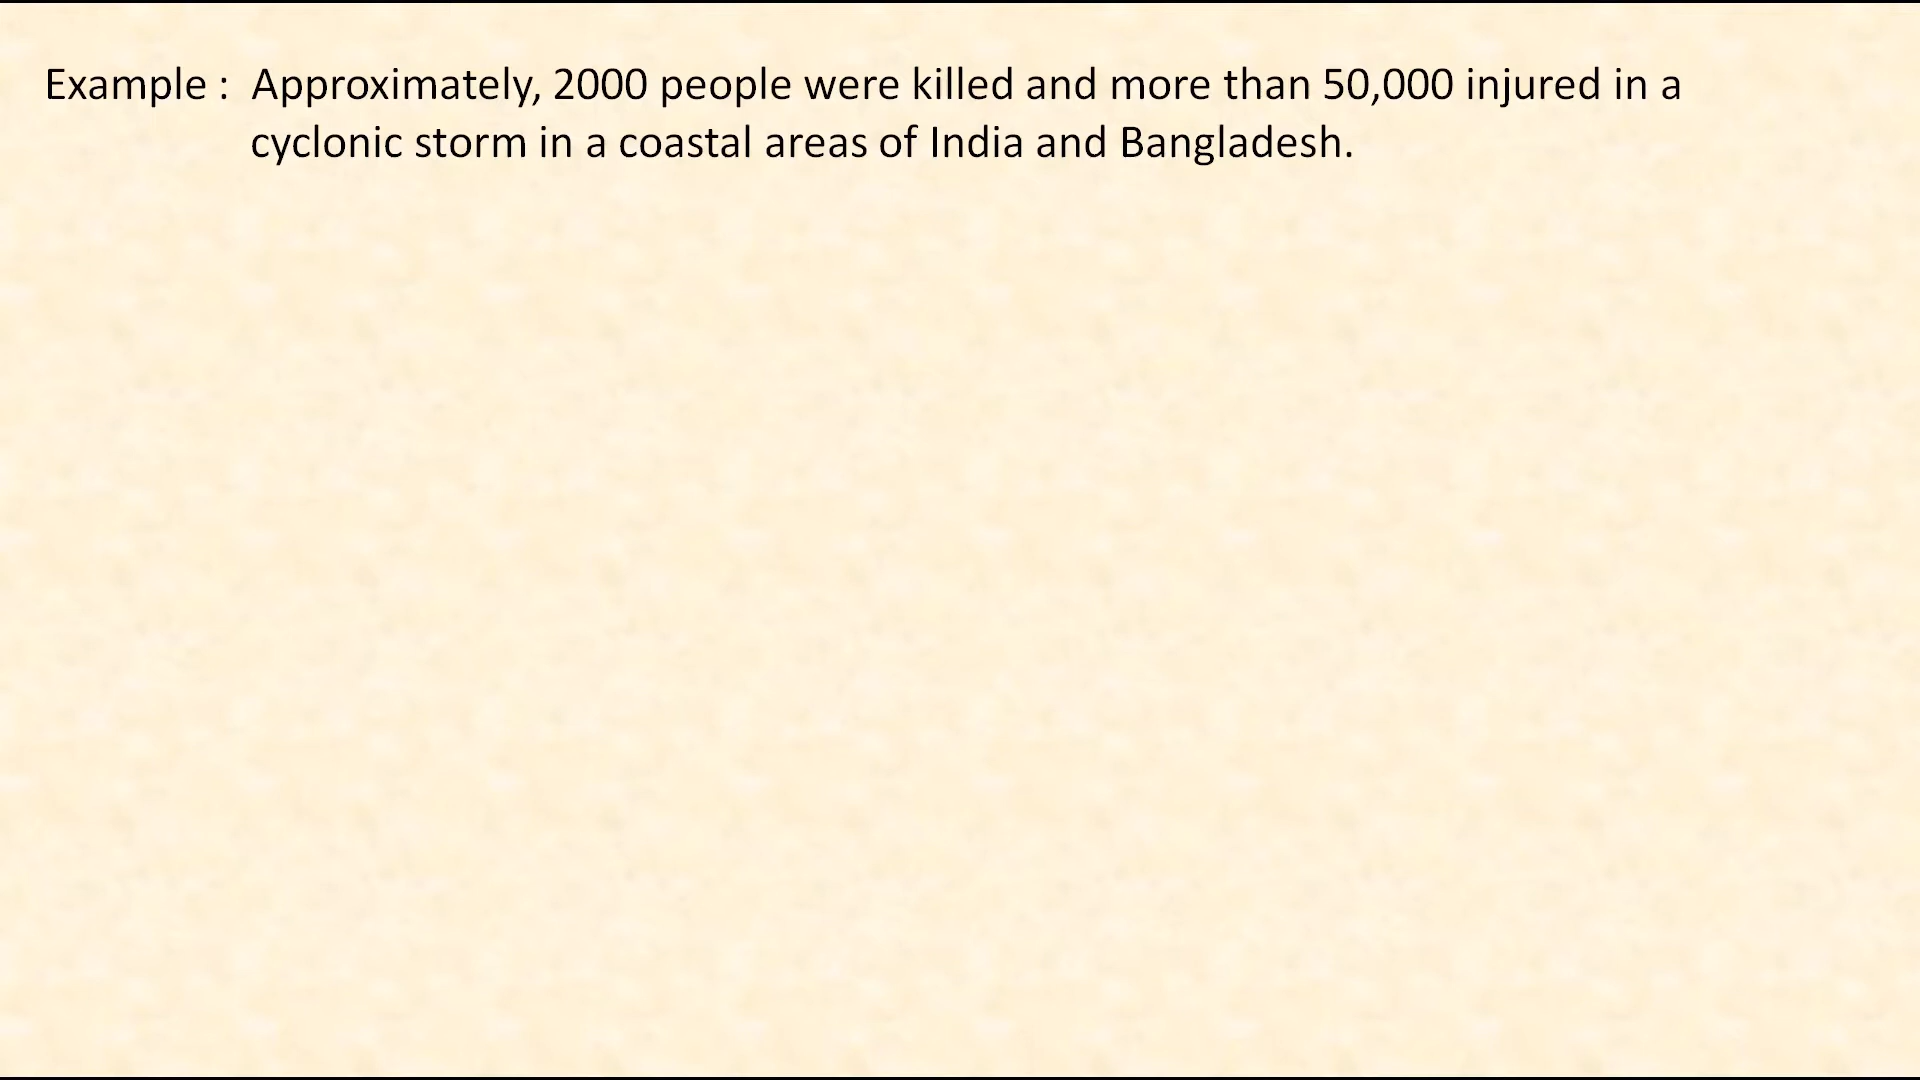 Example : Approximately, 2000 people were killed and more than 50,000 injured in a
cyclonic storm in a coastal areas of India and Bangladesh.